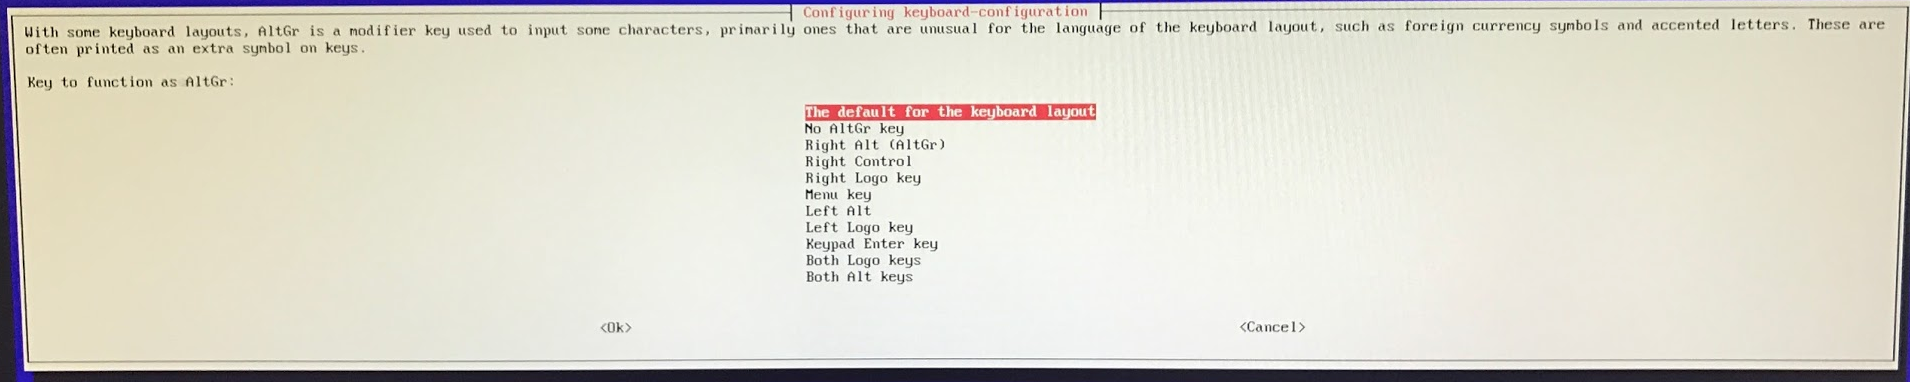 Configuring keyboard-configuration
With some keyboard layouts, AltGr is a modifier key used to input some characters, primarily ones that are unusual for the language of the keyboard layout, such as foreign currency symbols and accented letters. These are
often printed as an extra symbol on keys.
Key to function as AltGr:
The default for the keyboard layout
No AltGr key
Right Alt (AltGr)
Right Control
Right Logo key
Menu key
Left Alt
Left Logo key
Keypad Enter key
Both Logo keys
Both Alt keys
<Ok> <Cancel>